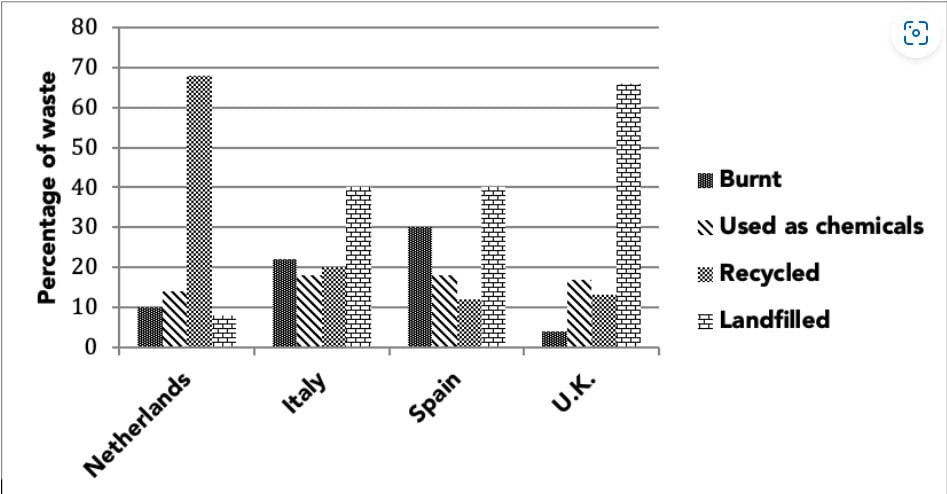 Percentage of waste
80
70
60
50
40
30
20
10
0
Netherlands
Italy
Spain
U.K.
Burnt
Used as chemicals
Recycled
Landfilled